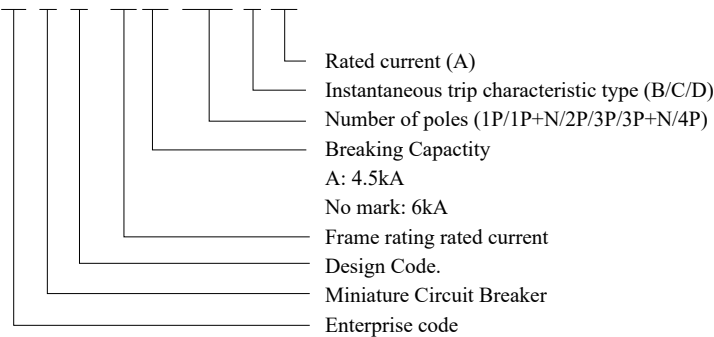 Rated current (A)
Instantaneous trip characteristic type (B/C/D)
Number of poles (1P/1P+N/2P/3P/3P+N/4P)
Breaking Capactity
A: 4.5kA
No mark: 6kA
Frame rating rated current
Design Code.
Miniature Circuit Breaker
Enterprise code